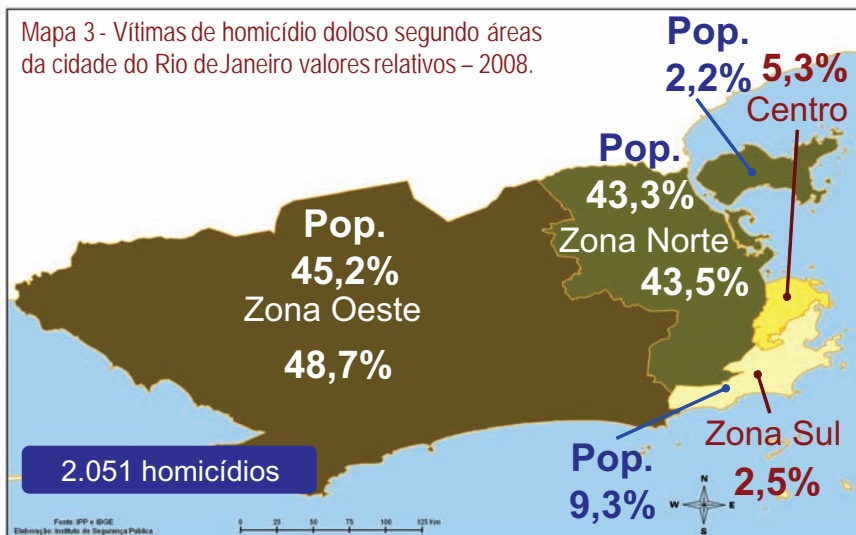 Mapa 3 - Vítimas de homicídio doloso segundo áreas
da cidade do Rio de Janeiro valores relativos – 2008.
Pop.
2,2%
5,3%
Centro
Pop.
43,3%
Zona Norte
43,5%
Pop.
45,2%
Zona Oeste
48,7%
Zona Sul
2,5%
Pop.
9,3%
2.051 homicídios
N
W
E
S
Fonte: IPP e IBGE
Elaboração: Instituto de Segurança Pública
0 25 50 75 100 125 Km